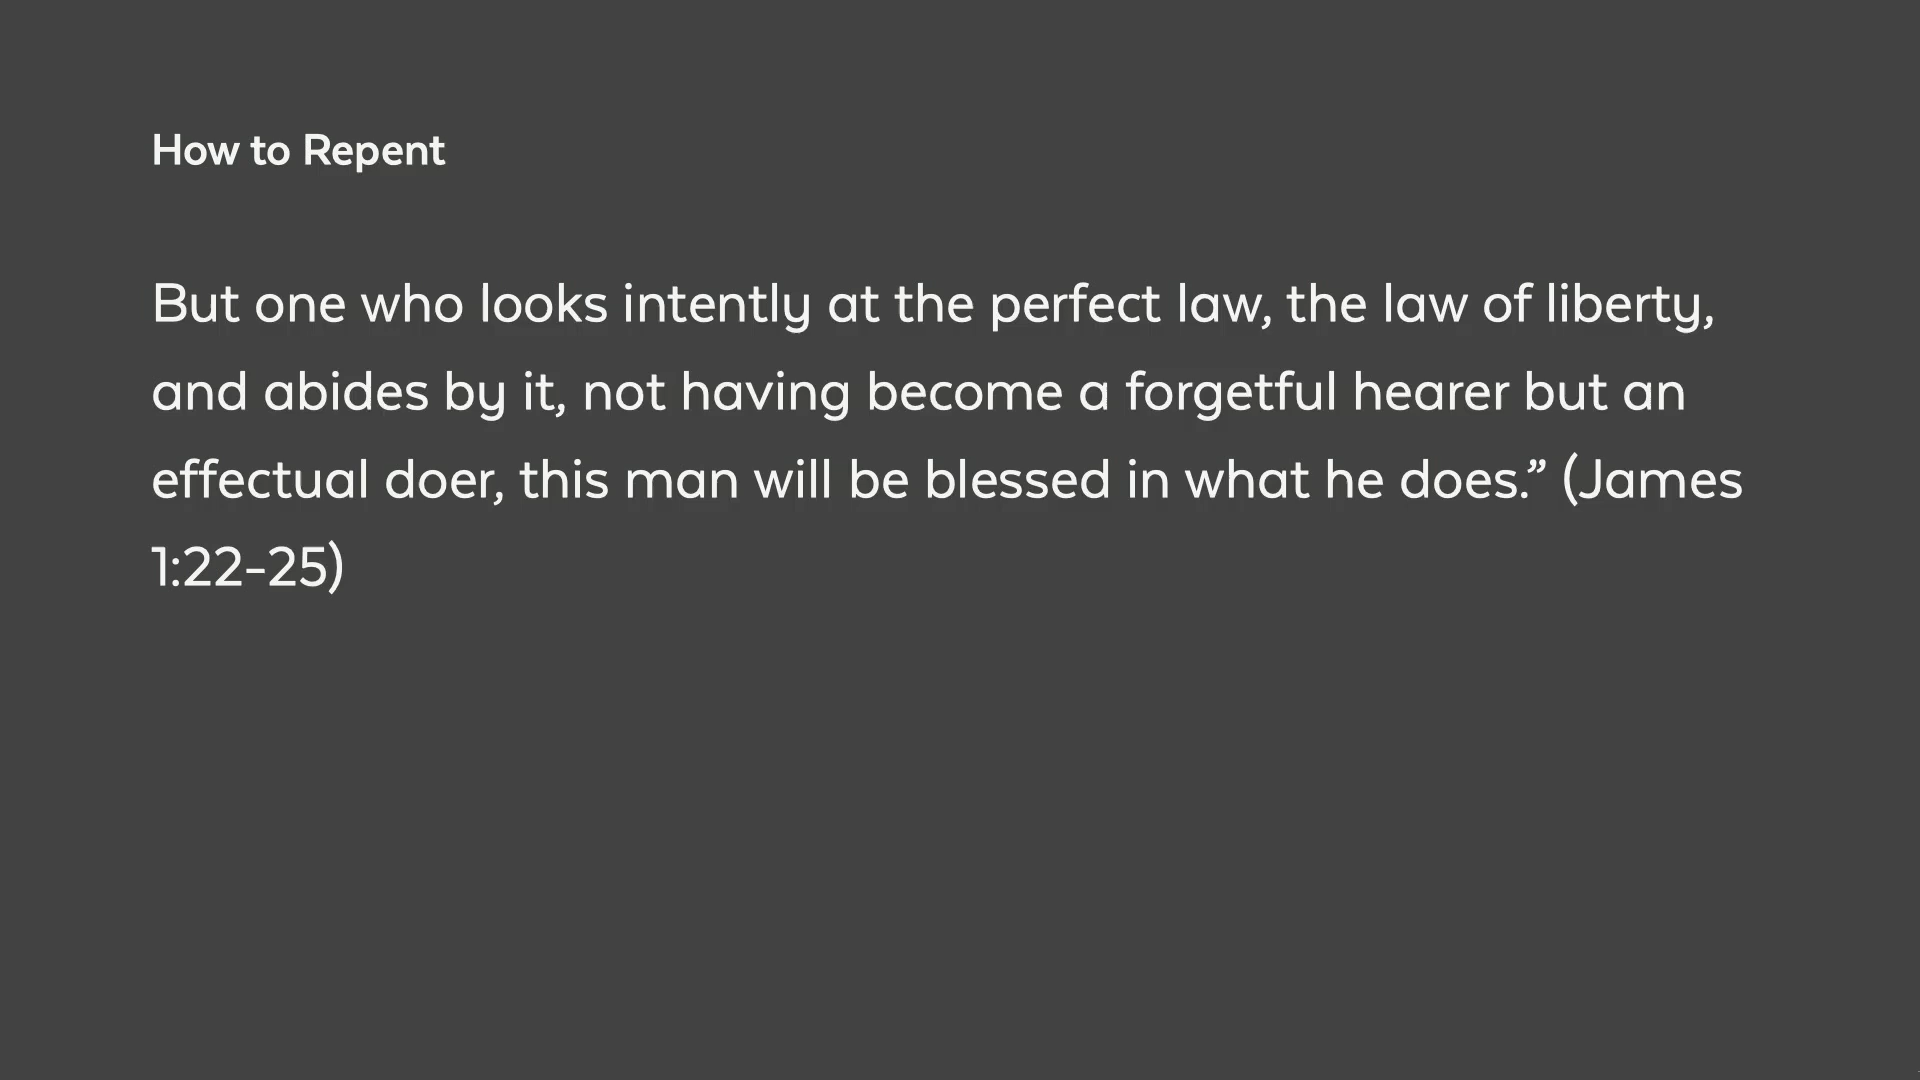 How to Repent
But one who looks intently at the perfect law, the law of liberty,
and abides by it, not having become a forgetful hearer but an
effectual doer, this man will be blessed in what he does.” (James
1:22-25)